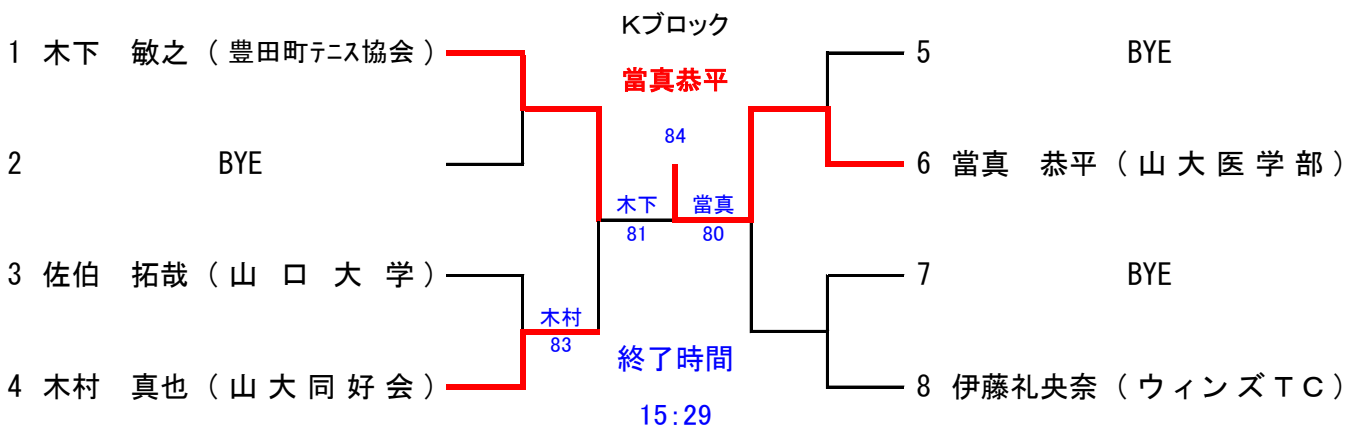 Kブロック
當真恭平
84
1 木下 敏之 ( 豊田町テニス協会 )
2 BYE
3 佐伯 拓哉 ( 山口大学 )
4 木村 真也 ( 山大同好会 )
木村
83
木下
81
當真
80
5 BYE
6 當真 恭平 ( 山大医学部 )
7 BYE
8 伊藤礼央奈 ( ウィンズTC )
終了時間
15:29